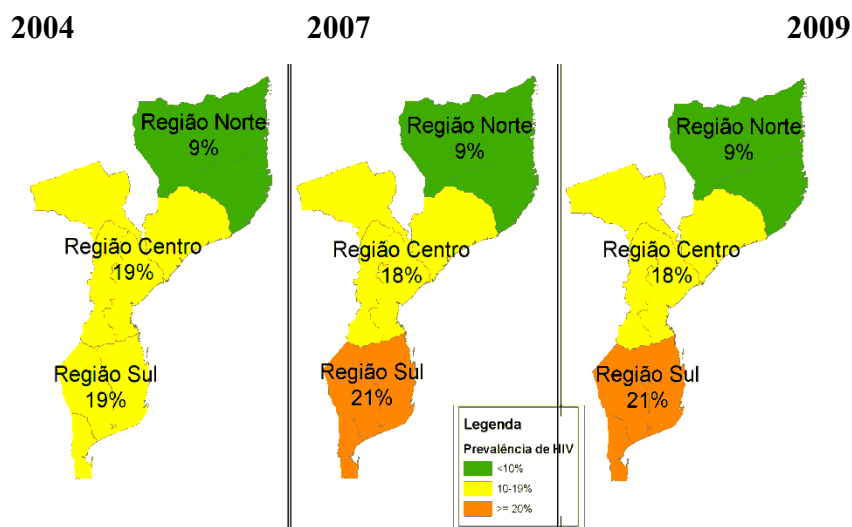 2004
2007
2009
Região Norte
9%
Região Centro
19%
Região Sul
19%
Região Norte
9%
Região Centro
18%
Região Sul
21%
Região Norte
9%
Região Centro
18%
Região Sul
21%
Legenda
Prevalência de HIV
<10%
10-19%
>= 20%